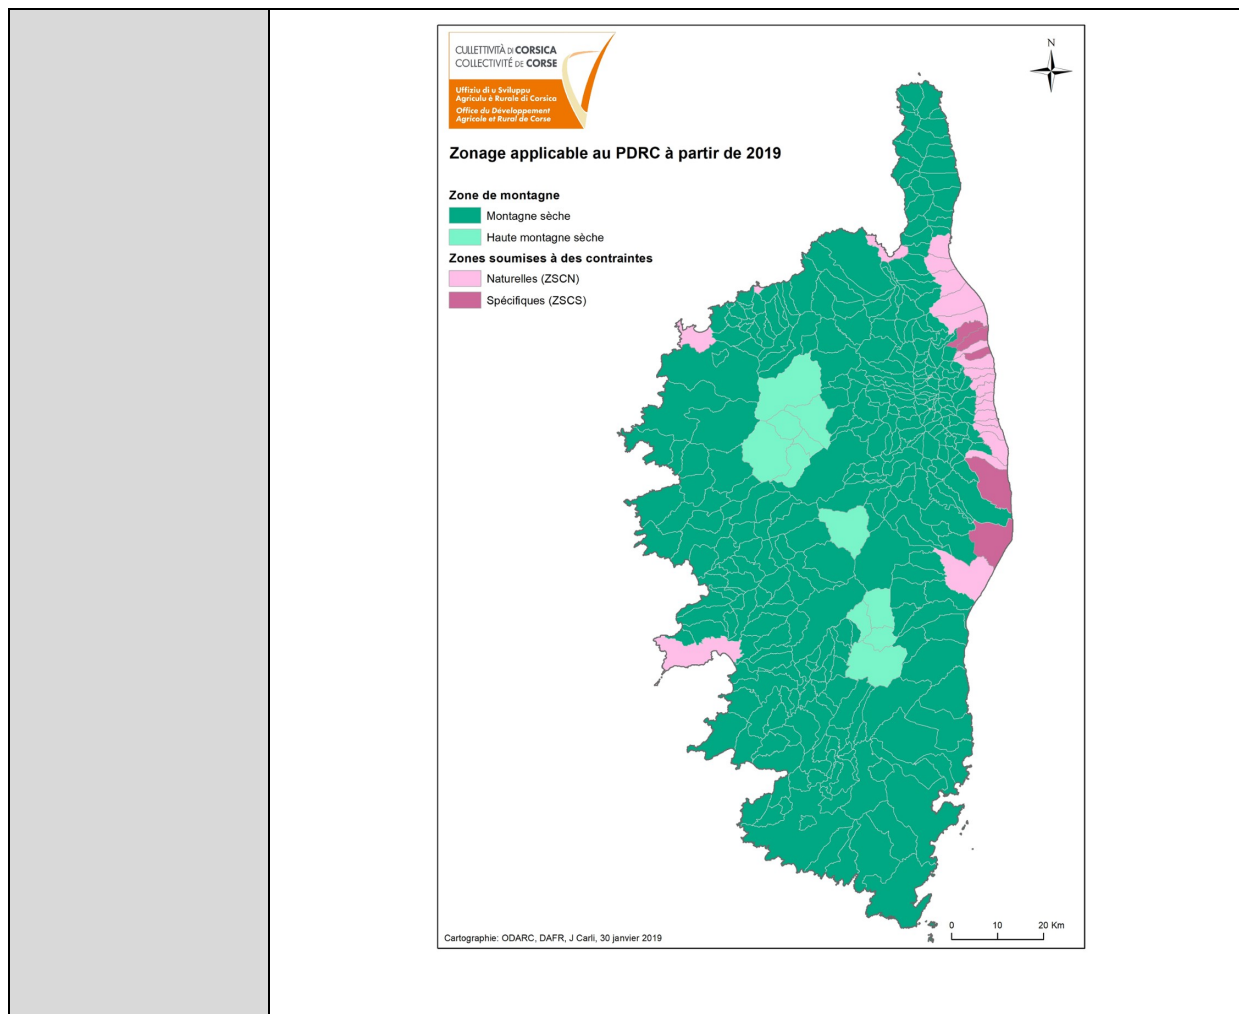 CULLETTIVITÀ DI CORSICA
COLLECTIVITÉ DE CORSE
Uffiziu di u Sviluppu
Agriculu è Rurale di Corsica
Office du Développement
Agricole et Rural de Corse
N
Zonage applicable au PDRC à partir de 2019
Zone de montagne
Montagne sèche
Haute montagne sèche
Zones soumises à des contraintes
Naturelles (ZSCN)
Spécifiques (ZSCS)
0 10 20 Km
Cartographie: ODARC, DAFR, J Carli, 30 janvier 2019